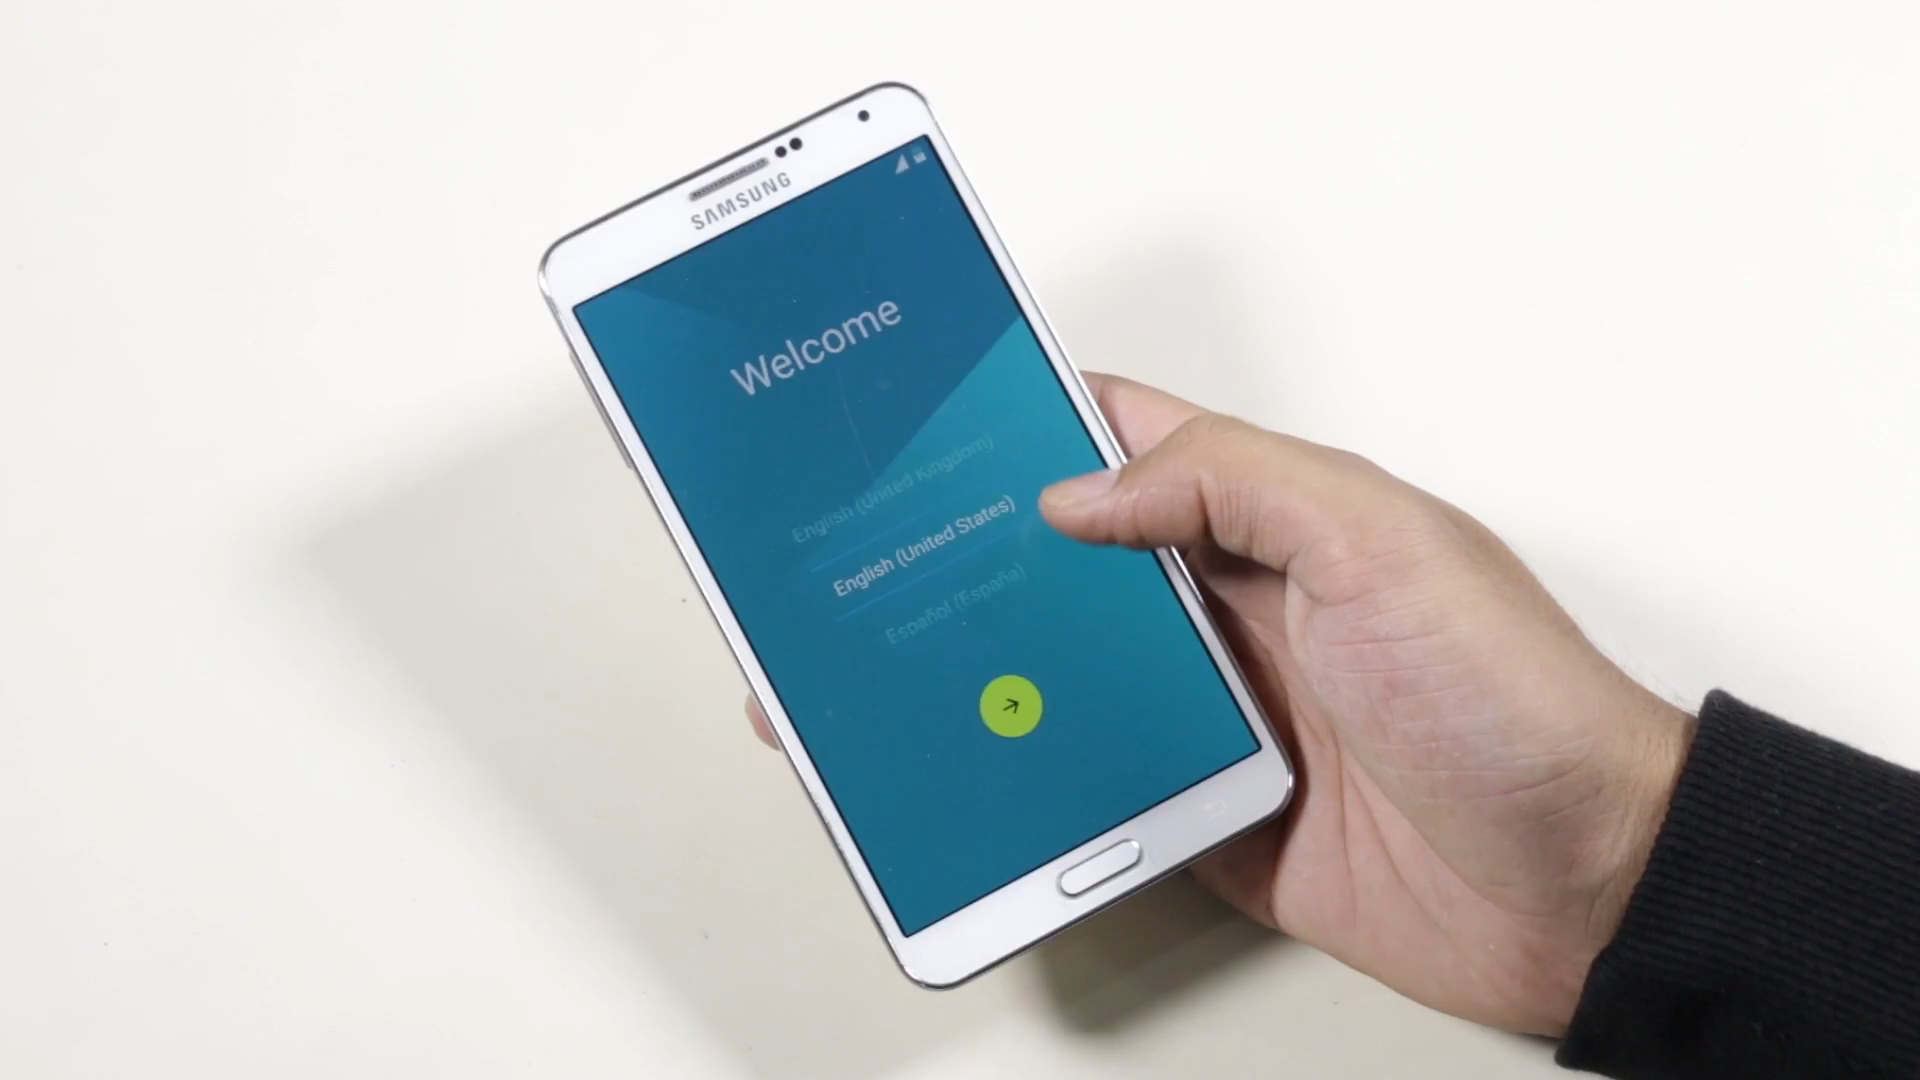 SAMSUNG
Welcome
English (United Kingdom)
English (United States)
Español (España)